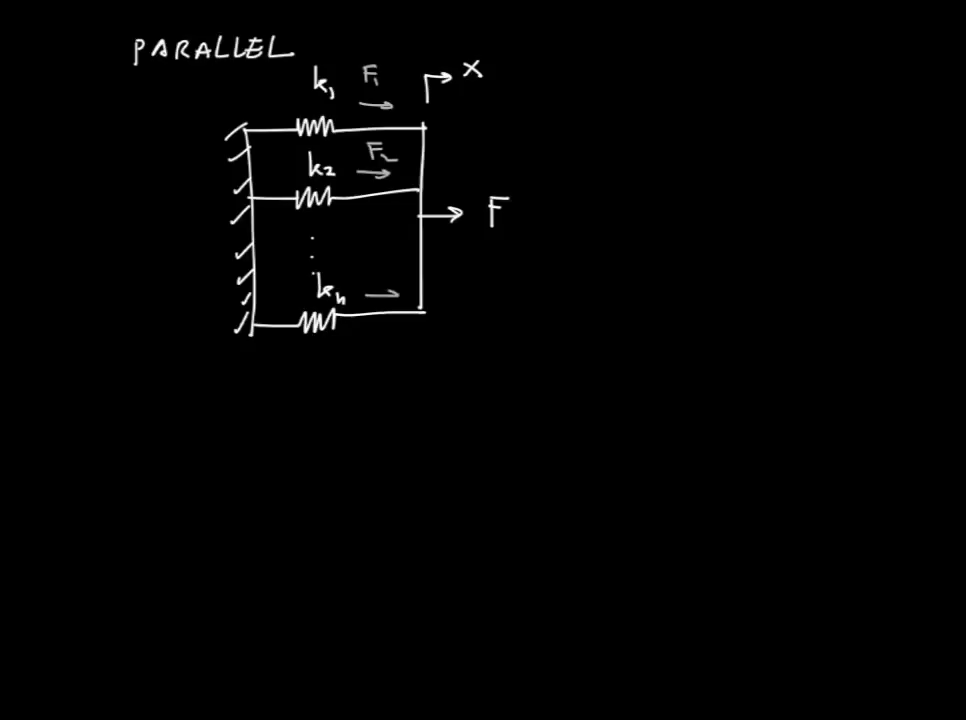 PARALLEL
k₁ F₁ x
k₂ F₂
F
⋮
kₙ